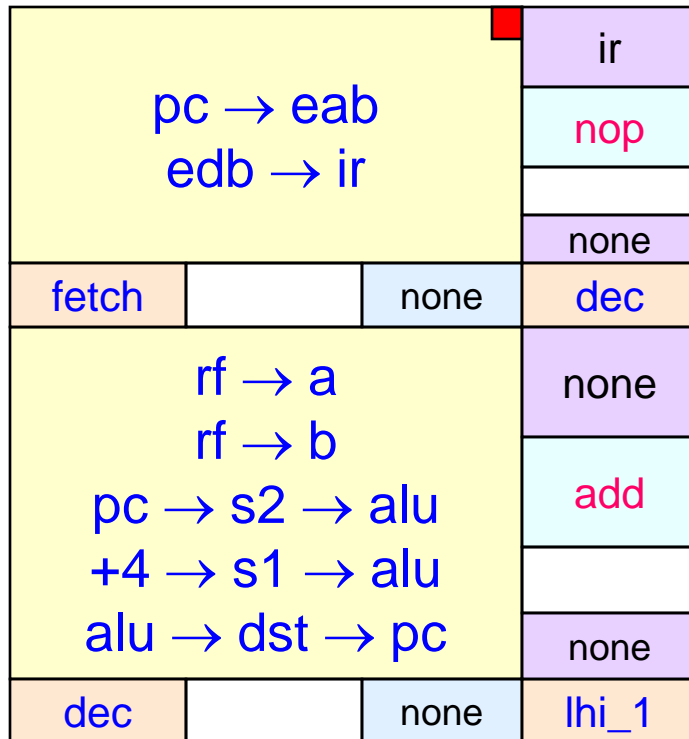 pc → eab
edb → ir
ir
nop
none
fetch
none
dec
rf → a
rf → b
pc → s2 → alu
+4 → s1 → alu
alu → dst → pc
none
add
none
dec
none
lhi_1